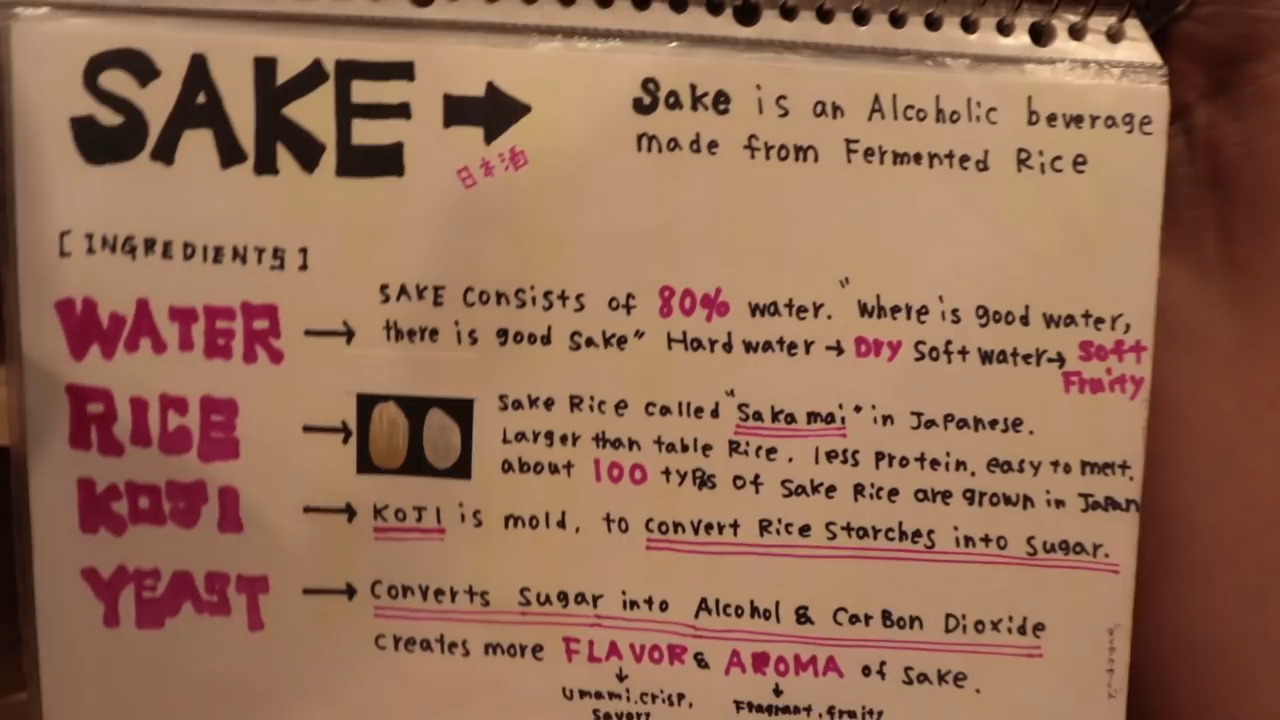 SAKE →
日本酒
Sake is an Alcoholic beverage
made from Fermented Rice
[INGREDIENTS]
WATER → SAKE consists of 80% water. "where is good water,
there is good sake" Hard water → DRY Soft water → Soft
Fruity
RICE → Sake Rice called "Sakamai" in Japanese.
Larger than table Rice. less protein. easy to melt.
about 100 types of sake Rice are grown in Japan
KOJI → KOJI is mold, to convert Rice starches into sugar.
YEAST → converts sugar into Alcohol & CarBon Dioxide
creates more FLAVOR & AROMA of sake.
↓ ↓
Umami.crisp, Fragrant.fruity
Savory